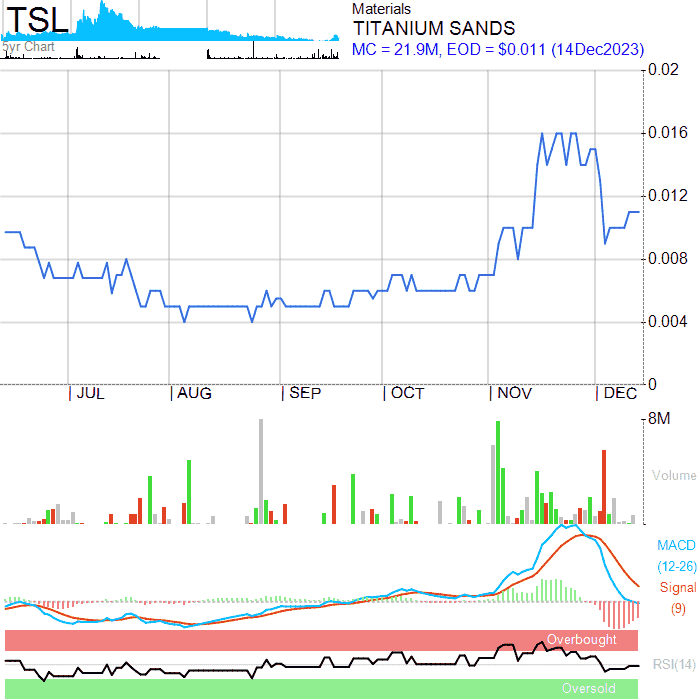 TSL
5yr Chart
Materials
TITANIUM SANDS
MC = 21.9M, EOD = $0.011 (14Dec2023)
0.02
0.016
0.012
0.008
0.004
0
JUL AUG SEP OCT NOV DEC
8M
Volume
MACD
(12-26)
Signal
(9)
Overbought
RSI(14)
Oversold